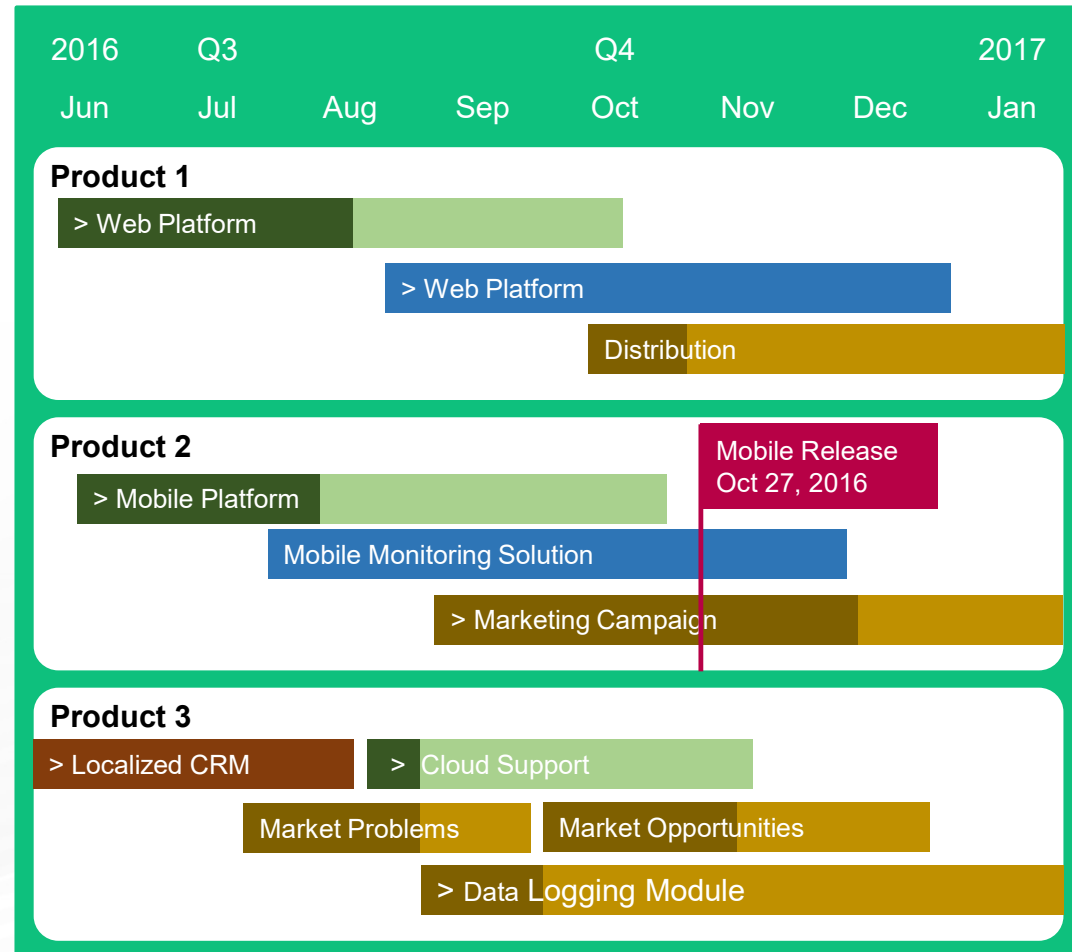 2016 Q3 Q4 2017
Jun Jul Aug Sep Oct Nov Dec Jan
Product 1
> Web Platform
> Web Platform
Distribution
Product 2
Mobile Release
Oct 27, 2016
> Mobile Platform
Mobile Monitoring Solution
> Marketing Campaign
Product 3
> Localized CRM
> Cloud Support
Market Problems
Market Opportunities
> Data Logging Module